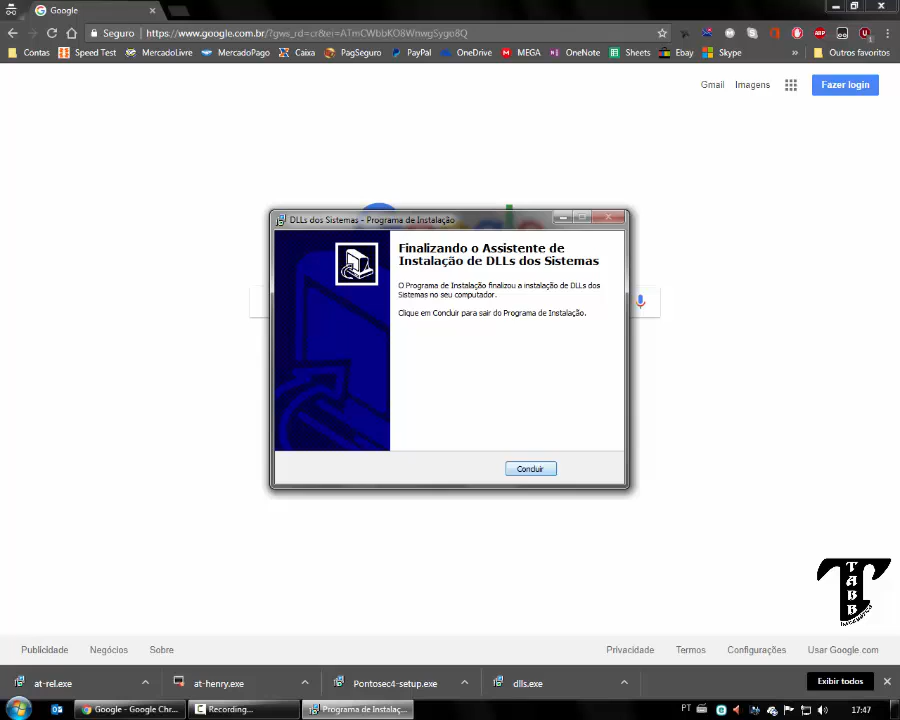 Google
Seguro
https://www.google.com.br/?gws_rd=cr&ei=ATmCWbbKO8WnwgSygo8Q
Contas
Speed Test
MercadoLivre
MercadoPago
Caixa
PagSeguro
PayPal
OneDrive
MEGA
OneNote
Sheets
Ebay
Skype
»
Outros favoritos
Gmail
Imagens
Fazer login
DLLs dos Sistemas - Programa de Instalação
Finalizando o Assistente de
Instalação de DLLs dos Sistemas
O Programa de Instalação finalizou a instalação de DLLs dos
Sistemas no seu computador.
Clique em Concluir para sair do Programa de Instalação.
Concluir
TABB
Publicidade
Negócios
Sobre
Privacidade
Termos
Configurações
Usar Google.com
at-rel.exe
at-henry.exe
Pontosec4-setup.exe
dlls.exe
Exibir todos
Google - Google Chr...
Recording...
Programa de Instalaç...
PT
17:47